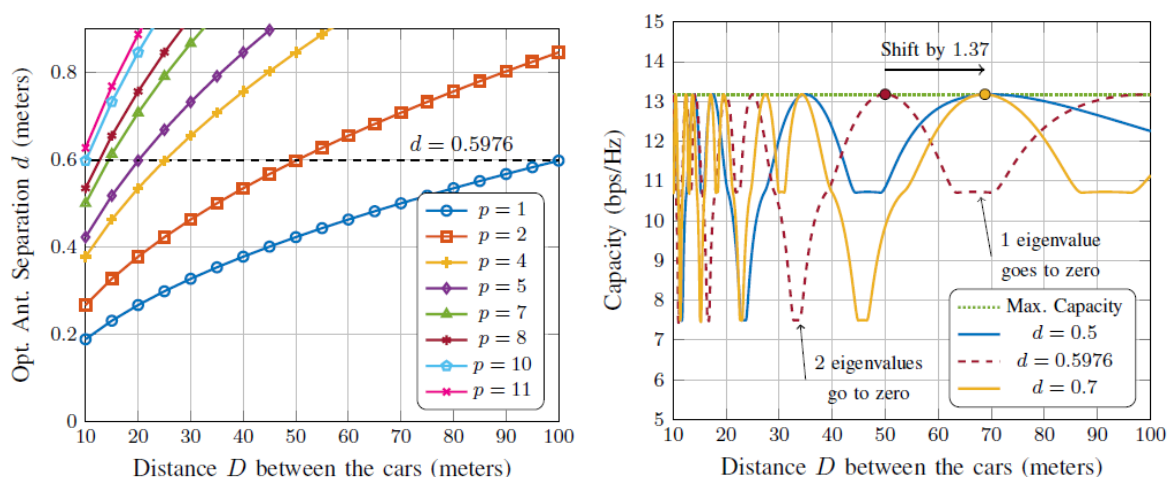 Opt. Ant. Separation d (meters)
0.8
0.6
0.4
0.2
0
d = 0.5976
p = 1
p = 2
p = 4
p = 5
p = 7
p = 8
p = 10
p = 11
10 20 30 40 50 60 70 80 90 100
Distance D between the cars (meters)
Capacity (bps/Hz)
15
14
13
12
11
10
9
8
7
6
5
Shift by 1.37
1 eigenvalue
goes to zero
2 eigenvalues
go to zero
Max. Capacity
d = 0.5
d = 0.5976
d = 0.7
10 20 30 40 50 60 70 80 90 100
Distance D between the cars (meters)